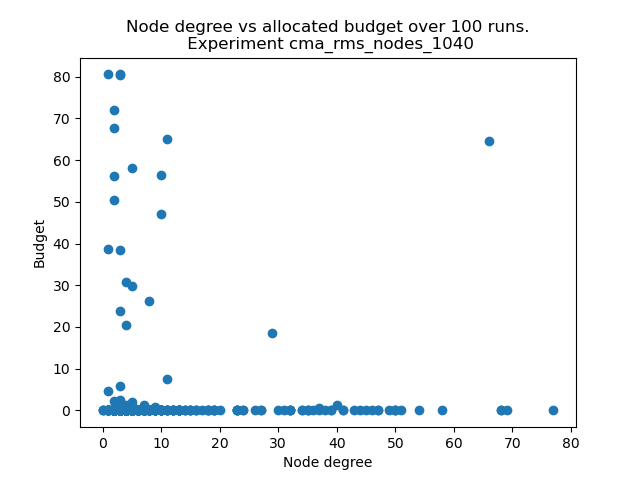 Node degree vs allocated budget over 100 runs.
Experiment cma_rms_nodes_1040
80
70
60
50
40
30
20
10
0
Budget
0 10 20 30 40 50 60 70 80
Node degree